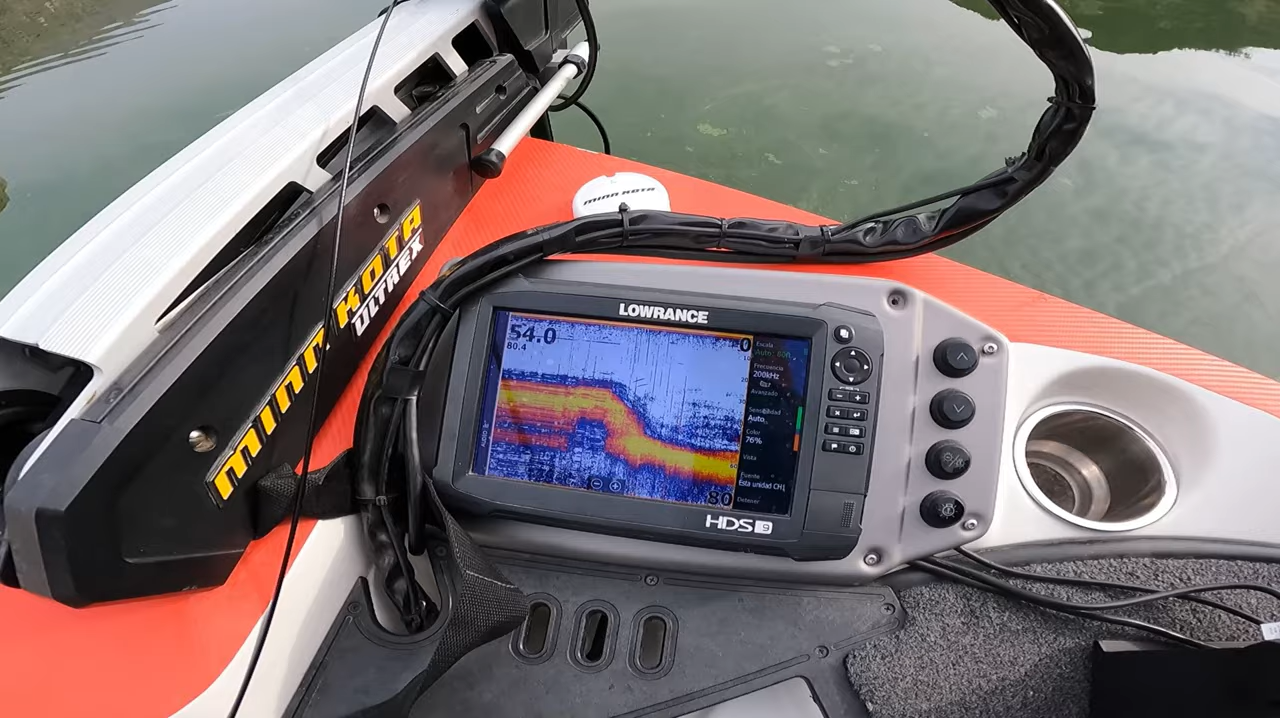 MINN KOTA
MINN KOTA
ULTREX
LOWRANCE
54.0
80.4
0
Escala
Auto: 80ft
Frecuencia
200kHz
Avanzado
Sensibilidad
Auto
Color
76%
Vista
Fuente
Esta unidad CH1
Detener
60
80
HDS 9